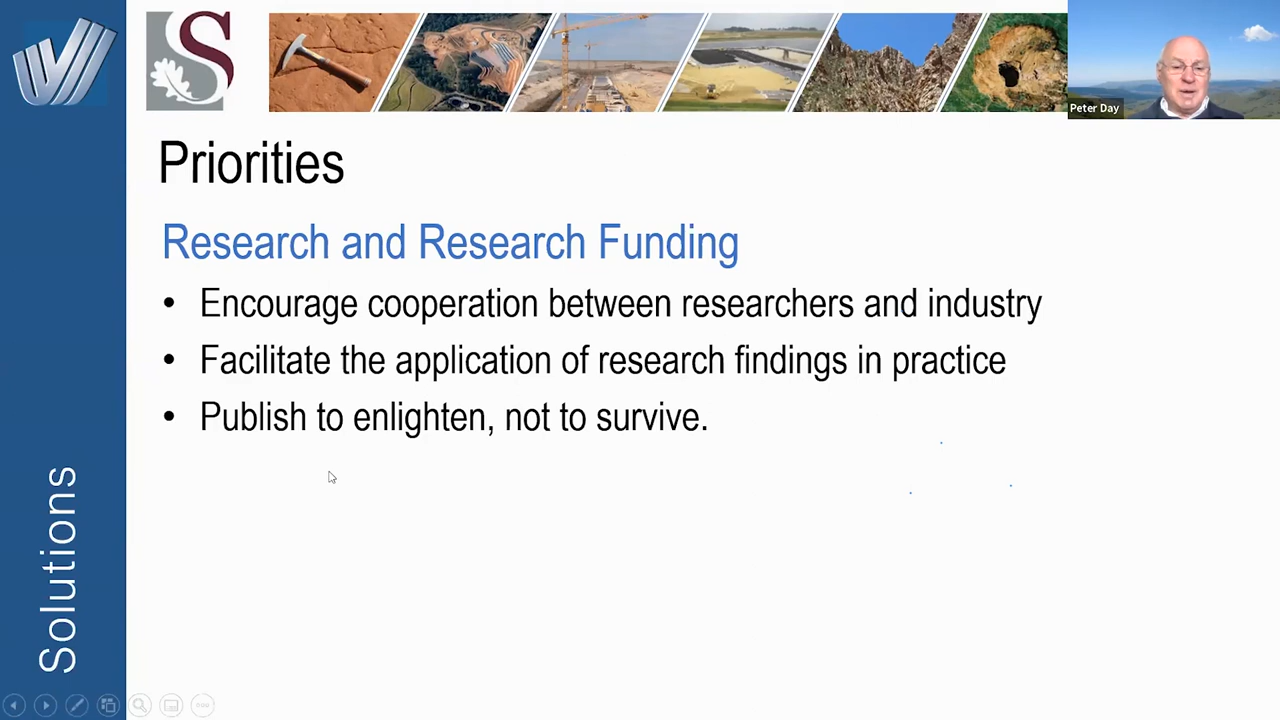 S
Peter Day
Priorities
Research and Research Funding
• Encourage cooperation between researchers and industry
• Facilitate the application of research findings in practice
• Publish to enlighten, not to survive.
Solutions